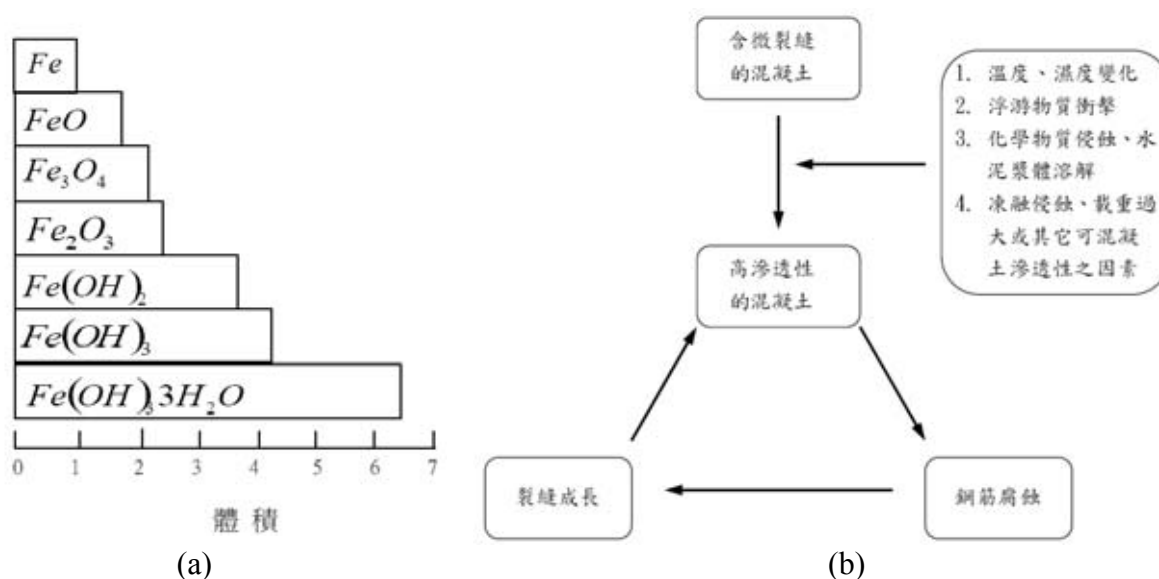 Fe
FeO
Fe₃O₄
Fe₂O₃
Fe(OH)₂
Fe(OH)₃
Fe(OH)₃3H₂O
0 1 2 3 4 5 6 7
體積
(a)
含微裂縫
的混凝土
1. 溫度、濕度變化
2. 浮游物質衝擊
3. 化學物質侵蝕、水
泥漿體溶解
4. 凍融侵蝕、載重過
大或其它可混凝
土滲透性之因素
高滲透性
的混凝土
裂縫成長
鋼筋腐蝕
(b)